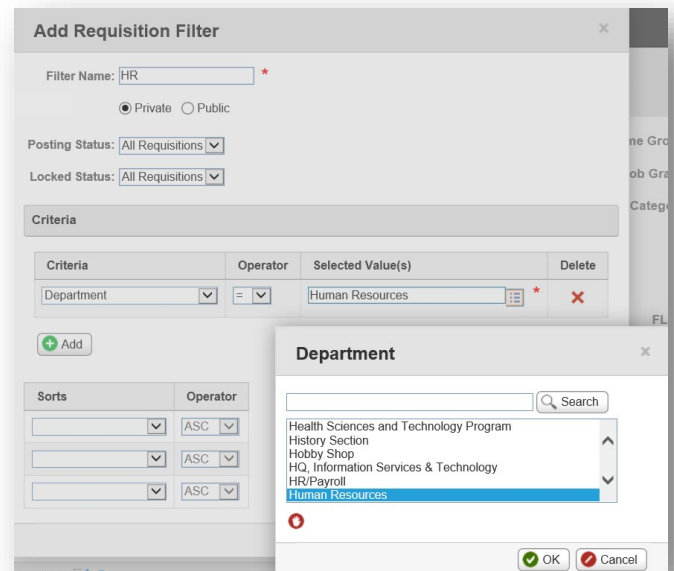 Add Requisition Filter
Filter Name: HR *
Private Public
Posting Status: All Requisitions
Locked Status: All Requisitions
Criteria
Criteria Operator Selected Value(s) Delete
Department = Human Resources *
Add
Sorts Operator
ASC
ASC
ASC
Department
Search
Health Sciences and Technology Program
History Section
Hobby Shop
HQ, Information Services & Technology
HR/Payroll
Human Resources
OK Cancel
ob Gra
Catego
FL